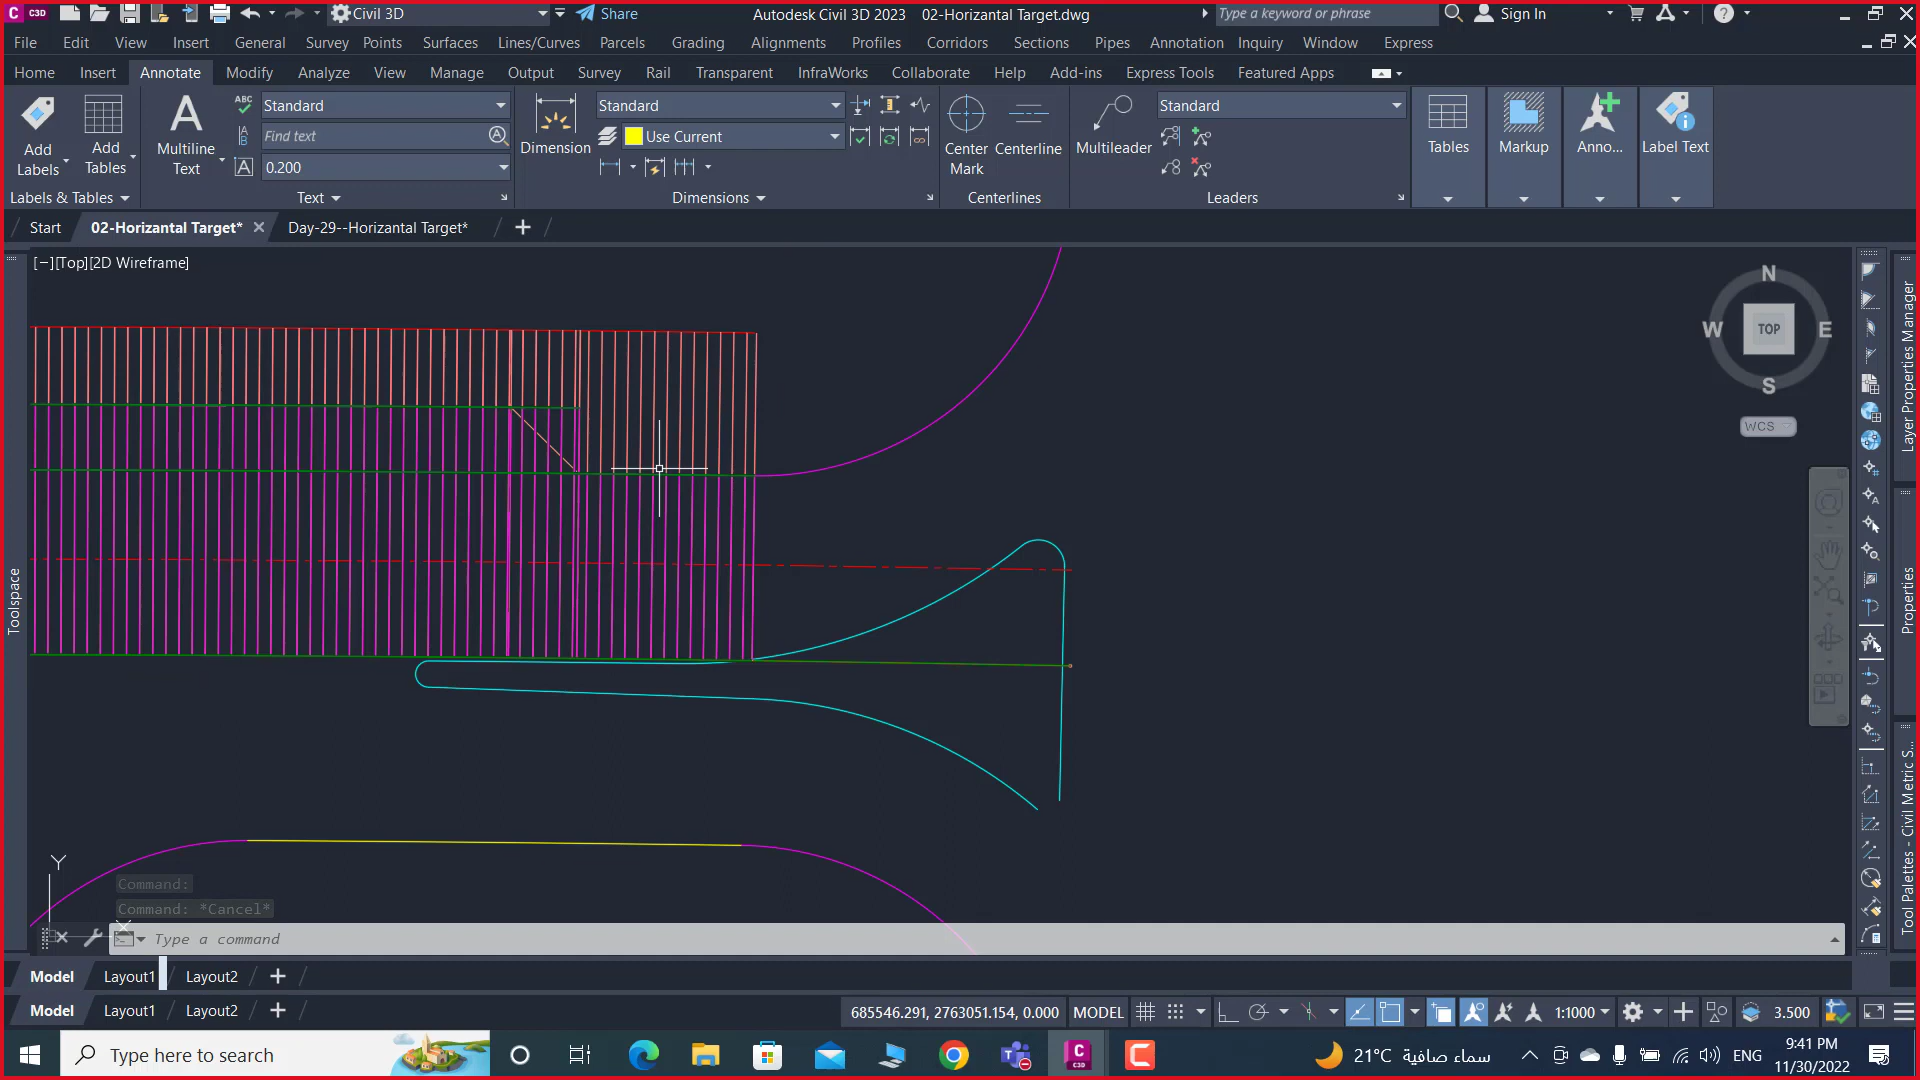 C3D Civil 3D Share Autodesk Civil 3D 2023 02-Horizantal Target.dwg Type a keyword or phrase Sign In
File Edit View Insert General Survey Points Surfaces Lines/Curves Parcels Grading Alignments Profiles Corridors Sections Pipes Annotation Inquiry Window Express
Home Insert Annotate Modify Analyze View Manage Output Survey Rail Transparent InfraWorks Collaborate Help Add-ins Express Tools Featured Apps
Add Labels
Add Tables
Labels & Tables
Multiline Text
Standard
Find text
0.200
Text
Dimension
Standard
Use Current
Dimensions
Center Mark
Centerline
Centerlines
Multileader
Standard
Leaders
Tables
Markup
Anno...
Label Text
Start 02-Horizantal Target* Day-29--Horizantal Target*
[−][Top][2D Wireframe]
N
W TOP E
S
WCS
Toolspace
Layer Properties Manager
Properties
Tool Palettes - Civil Metric S...
Y
X
Command:
Command: *Cancel*
Type a command
Model Layout1 Layout2
Model Layout1 Layout2
685546.291, 2763051.154, 0.000 MODEL 1:1000 3.500
Type here to search
21°C سماء صافية
ENG
9:41 PM
11/30/2022